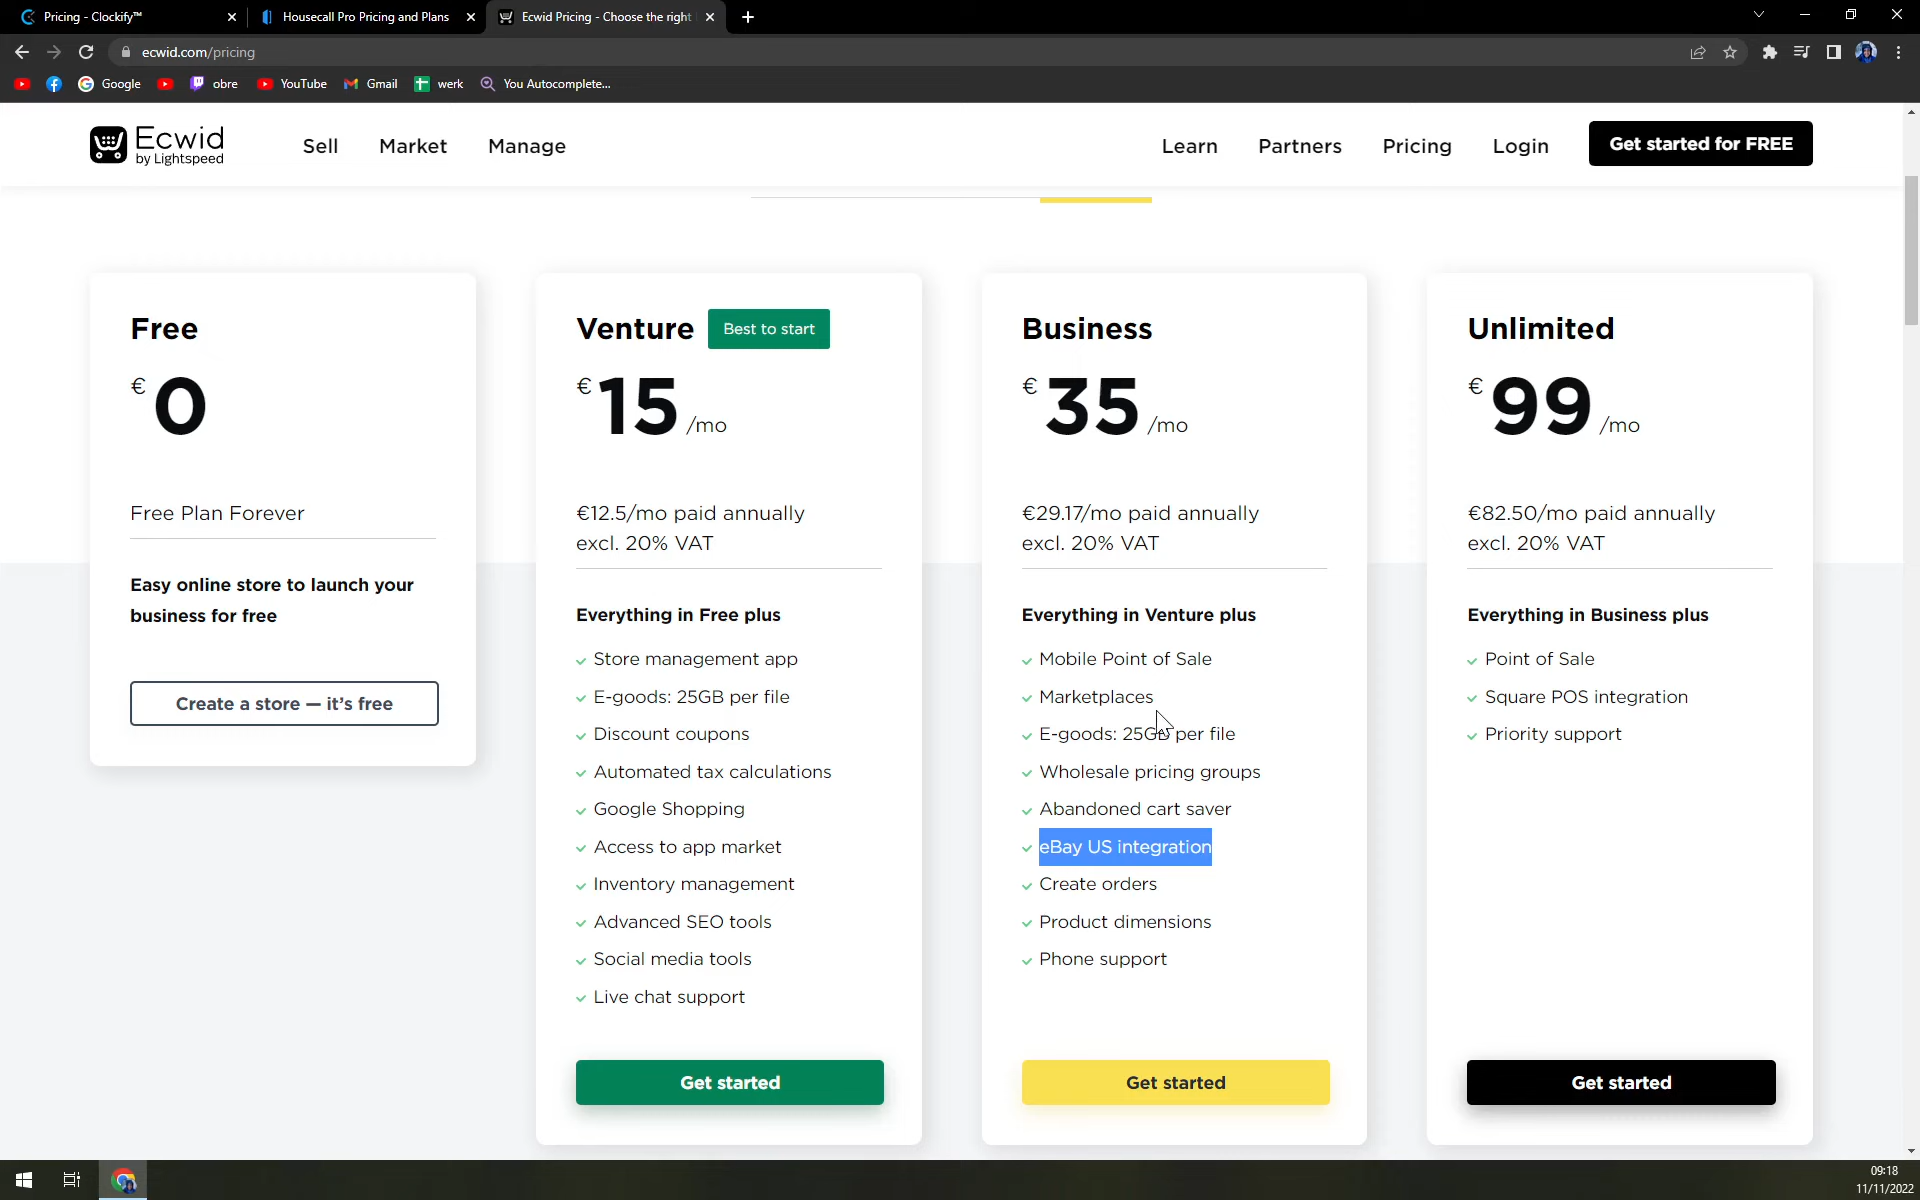 Pricing - Clockify™
Housecall Pro Pricing and Plans
Ecwid Pricing - Choose the right
ecwid.com/pricing
Google
obre
YouTube
Gmail
werk
You Autocomplete...
Ecwid
by Lightspeed
Sell
Market
Manage
Learn
Partners
Pricing
Login
Get started for FREE
Free
€ 0
Free Plan Forever
Easy online store to launch your
business for free
Create a store — it's free
Venture
Best to start
€ 15 /mo
€12.5/mo paid annually
excl. 20% VAT
Everything in Free plus
Store management app
E-goods: 25GB per file
Discount coupons
Automated tax calculations
Google Shopping
Access to app market
Inventory management
Advanced SEO tools
Social media tools
Live chat support
Get started
Business
€ 35 /mo
€29.17/mo paid annually
excl. 20% VAT
Everything in Venture plus
Mobile Point of Sale
Marketplaces
E-goods: 25GB per file
Wholesale pricing groups
Abandoned cart saver
eBay US integration
Create orders
Product dimensions
Phone support
Get started
Unlimited
€ 99 /mo
€82.50/mo paid annually
excl. 20% VAT
Everything in Business plus
Point of Sale
Square POS integration
Priority support
Get started
09:18
11/11/2022